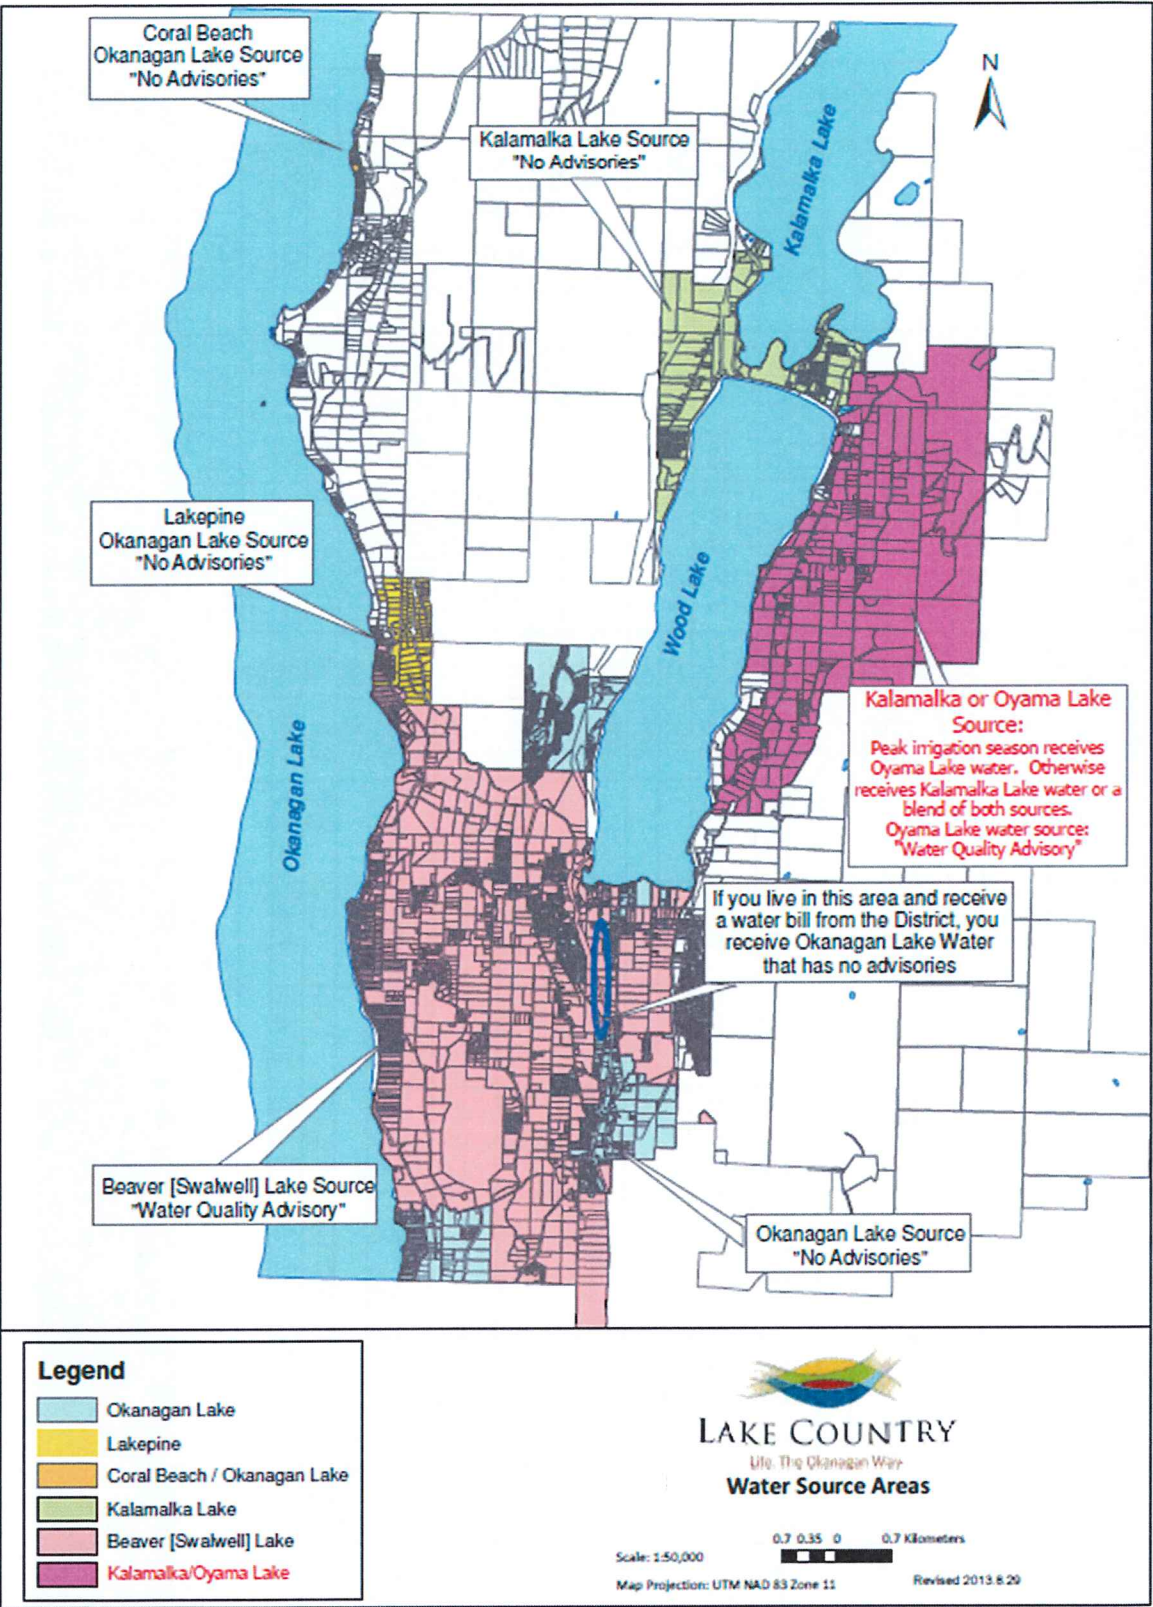 Coral Beach
Okanagan Lake Source
"No Advisories"
N
Kalamalka Lake Source
"No Advisories"
Kalamalka Lake
Lakepine
Okanagan Lake Source
"No Advisories"
Wood Lake
Okanagan Lake
Kalamalka or Oyama Lake
Source:
Peak irrigation season receives
Oyama Lake water. Otherwise
receives Kalamalka Lake water or a
blend of both sources.
Oyama Lake water source:
"Water Quality Advisory"
If you live in this area and receive
a water bill from the District, you
receive Okanagan Lake Water
that has no advisories
Beaver [Swalwell] Lake Source
"Water Quality Advisory"
Okanagan Lake Source
"No Advisories"
Legend
Okanagan Lake
Lakepine
Coral Beach / Okanagan Lake
Kalamalka Lake
Beaver [Swalwell] Lake
Kalamalka/Oyama Lake
LAKE COUNTRY
Life. The Okanagan Way
Water Source Areas
0.7 0.35 0 0.7 Kilometers
Scale: 1:50,000
Map Projection: UTM NAD 83 Zone 11
Revised 2013.8.29